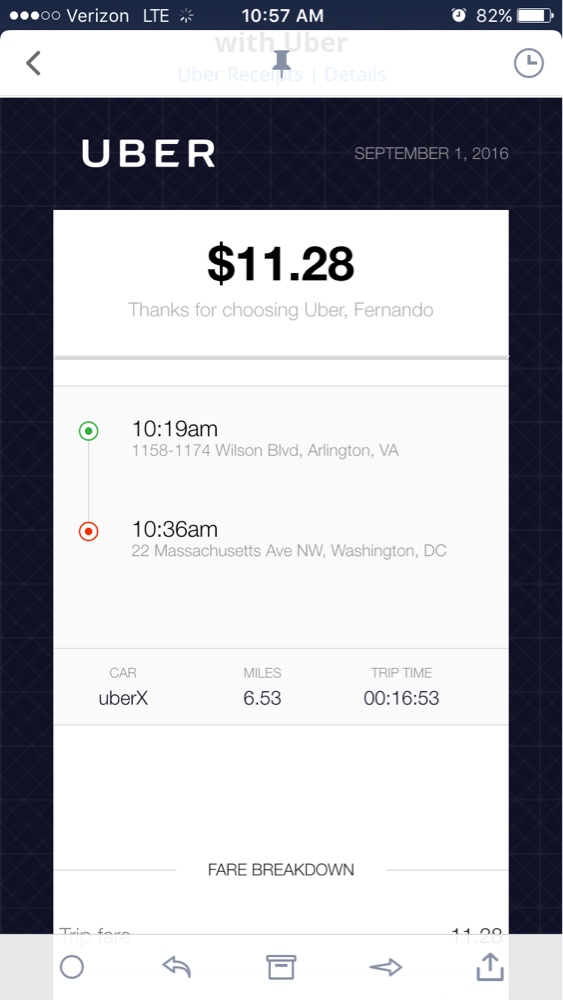 Verizon LTE 10:57 AM 82%
with Uber
Uber Receipts | Details
UBER SEPTEMBER 1, 2016
$11.28
Thanks for choosing Uber, Fernando
10:19am
1158-1174 Wilson Blvd, Arlington, VA
10:36am
22 Massachusetts Ave NW, Washington, DC
CAR MILES TRIP TIME
uberX 6.53 00:16:53
FARE BREAKDOWN
Trip fare 11.28